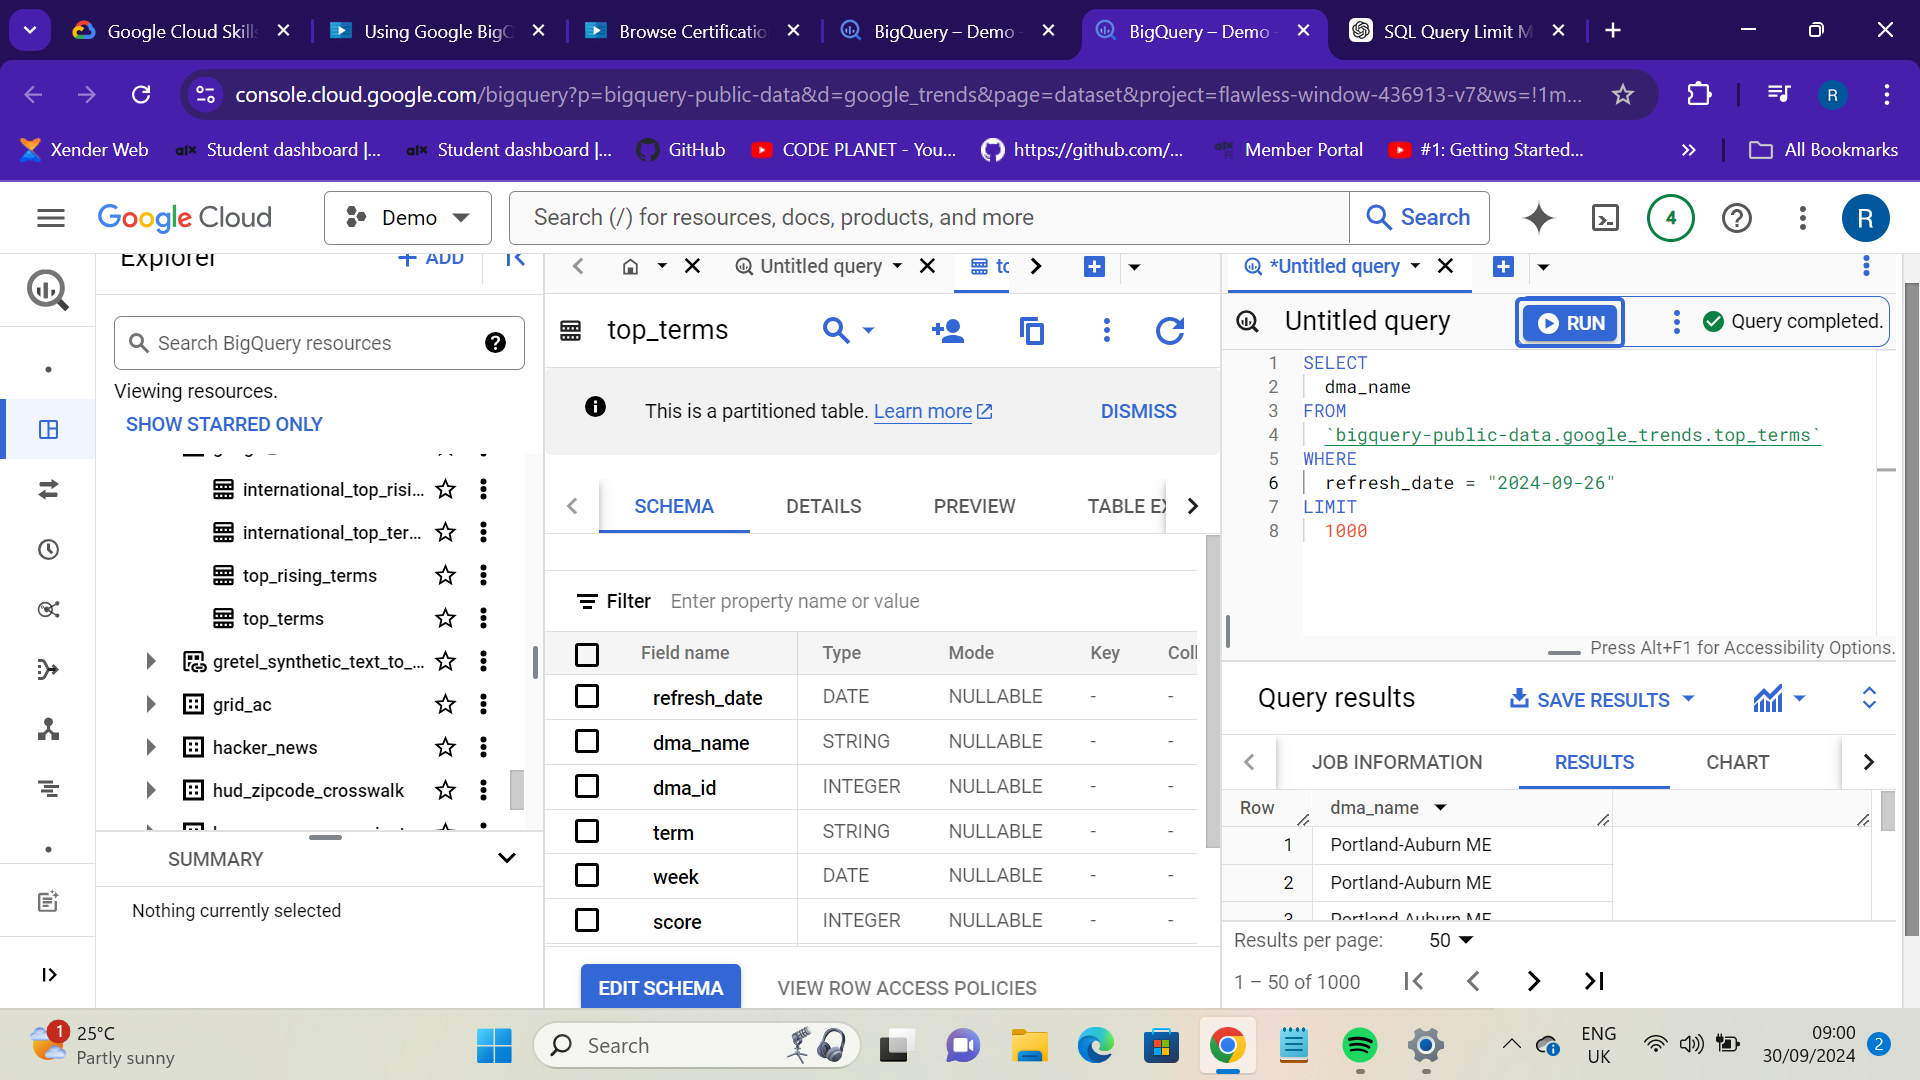 Google Cloud Skills
Using Google BigQ
Browse Certificatio
BigQuery – Demo
BigQuery – Demo
SQL Query Limit M
console.cloud.google.com/bigquery?p=bigquery-public-data&d=google_trends&page=dataset&project=flawless-window-436913-v7&ws=!1m...
R
Xender Web
Student dashboard |...
Student dashboard |...
GitHub
CODE PLANET - You...
https://github.com/...
Member Portal
#1: Getting Started...
All Bookmarks
Google Cloud
Demo
Search (/) for resources, docs, products, and more
Search
4
R
Explorer
+ ADD
Search BigQuery resources
Viewing resources.
SHOW STARRED ONLY
international_top_risi...
international_top_ter...
top_rising_terms
top_terms
gretel_synthetic_text_to_...
grid_ac
hacker_news
hud_zipcode_crosswalk
SUMMARY
Nothing currently selected
Untitled query
top_terms
This is a partitioned table. Learn more
DISMISS
SCHEMA
DETAILS
PREVIEW
TABLE EX
Filter Enter property name or value
Field name Type Mode Key Coll
refresh_date DATE NULLABLE - -
dma_name STRING NULLABLE - -
dma_id INTEGER NULLABLE - -
term STRING NULLABLE - -
week DATE NULLABLE - -
score INTEGER NULLABLE - -
EDIT SCHEMA
VIEW ROW ACCESS POLICIES
*Untitled query
Untitled query
RUN
Query completed.
1 SELECT
2 dma_name
3 FROM
4 `bigquery-public-data.google_trends.top_terms`
5 WHERE
6 refresh_date = "2024-09-26"
7 LIMIT
8 1000
Press Alt+F1 for Accessibility Options.
Query results
SAVE RESULTS
JOB INFORMATION
RESULTS
CHART
Row dma_name
1 Portland-Auburn ME
2 Portland-Auburn ME
3 Portland-Auburn ME
Results per page: 50
1 – 50 of 1000
1
25°C
Partly sunny
Search
ENG
UK
09:00
30/09/2024
2